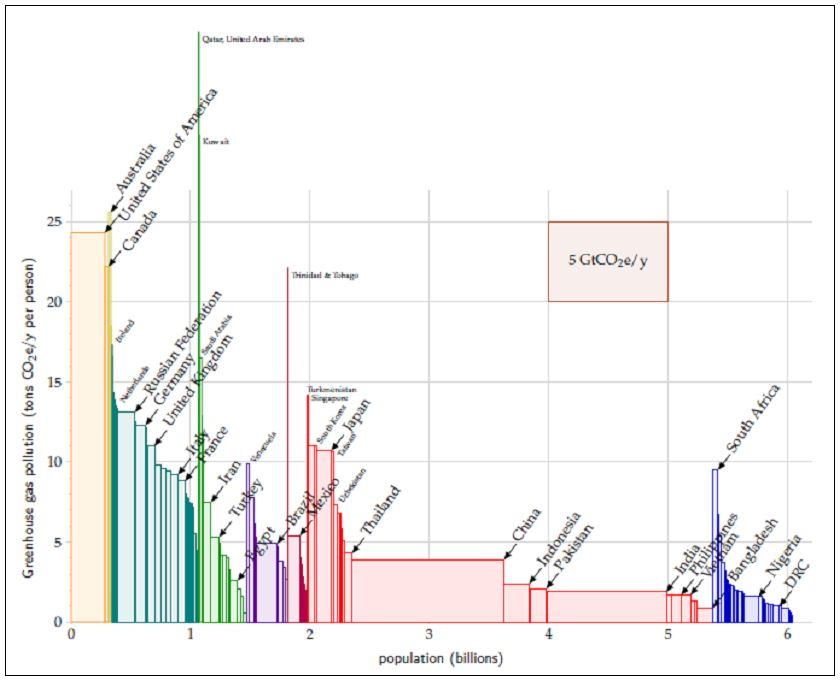 Qatar, United Arab Emirates
Kuwait
Australia
United States of America
Canada
Trinidad & Tobago
5 GtCO₂e/y
Ireland
Netherlands
Russian Federation
Germany
United Kingdom
Saudi Arabia
Italy
France
Iran
Turkey
Egypt
Venezuela
Brazil
Mexico
Turkmenistan
Singapore
South Korea
Japan
Taiwan
Uzbekistan
Thailand
China
Indonesia
Pakistan
India
Philippines
Vietnam
South Africa
Bangladesh
Nigeria
DRC
25
20
15
10
5
0
0 1 2 3 4 5 6
Greenhouse gas pollution (tons CO₂e/y per person)
population (billions)